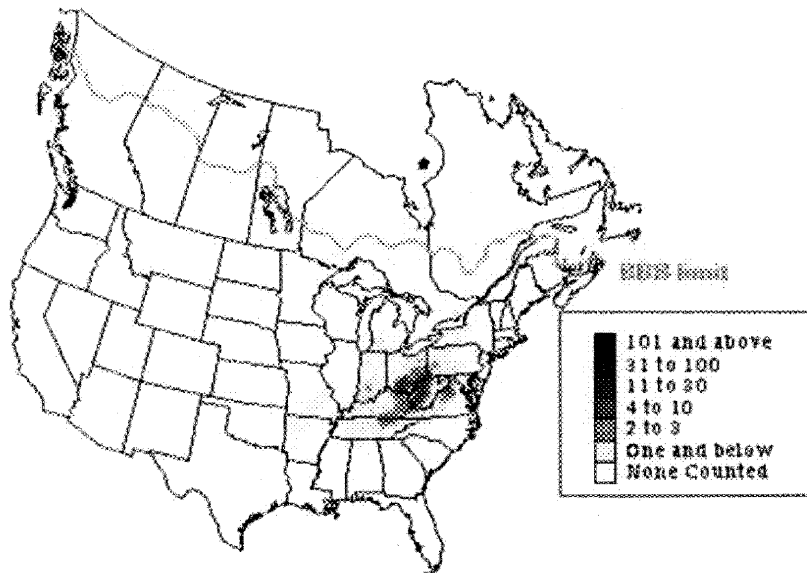 BBS limit
101 and above
31 to 100
11 to 30
4 to 10
2 to 3
One and below
None Counted